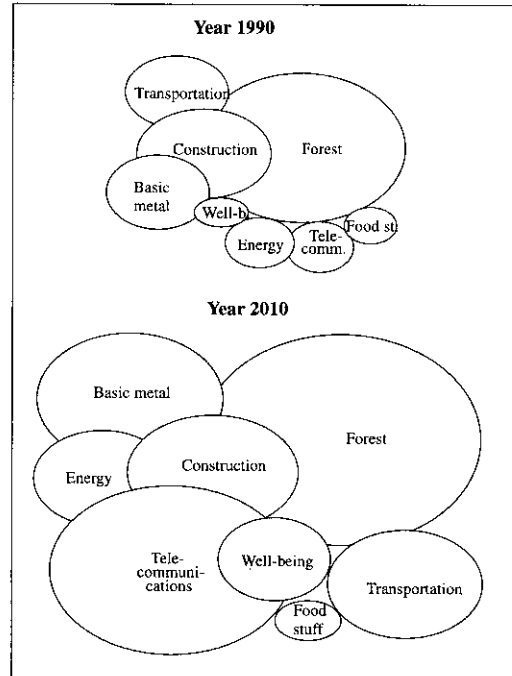 Year 1990
Transportation
Construction
Forest
Basic
metal
Well-b
Food st
Energy
Tele-
comm.
Year 2010
Basic metal
Forest
Construction
Energy
Well-being
Tele-
communi-
cations
Transportation
Food
stuff